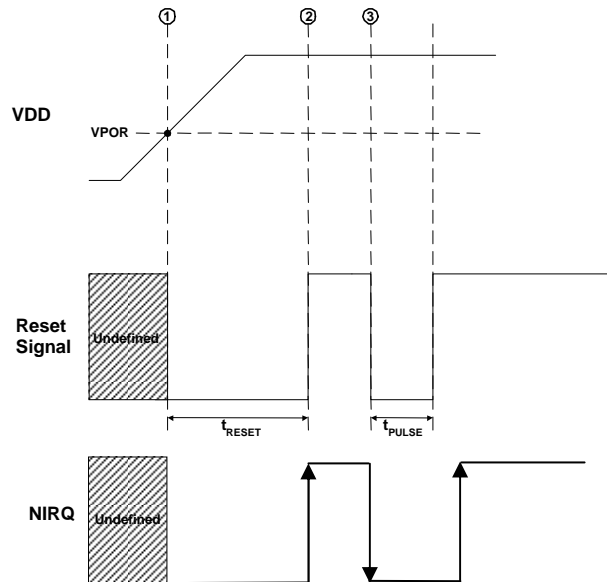 1 2 3
VDD
VPOR
Reset
Signal
Undefined
tRESET
tPULSE
NIRQ
Undefined